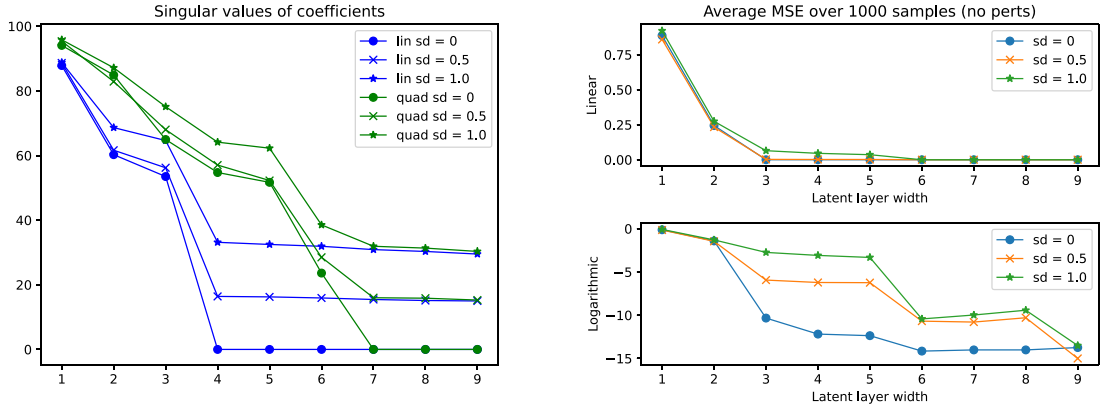 Singular values of coefficients
100
80
60
40
20
0
1 2 3 4 5 6 7 8 9
lin sd = 0
lin sd = 0.5
lin sd = 1.0
quad sd = 0
quad sd = 0.5
quad sd = 1.0
Average MSE over 1000 samples (no perts)
Linear
0.75
0.50
0.25
0.00
1 2 3 4 5 6 7 8 9
Latent layer width
sd = 0
sd = 0.5
sd = 1.0
Logarithmic
0
−5
−10
−15
1 2 3 4 5 6 7 8 9
Latent layer width
sd = 0
sd = 0.5
sd = 1.0